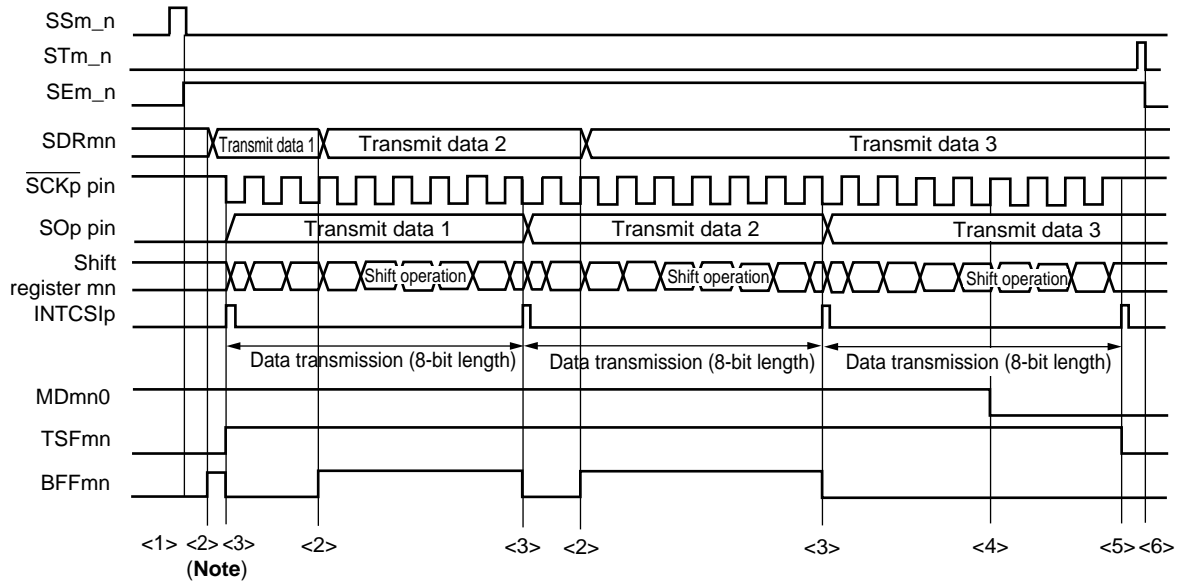 SSm_n
STm_n
SEm_n
SDRmn
Transmit data 1 Transmit data 2 Transmit data 3
SCKp pin
SOp pin
Transmit data 1 Transmit data 2 Transmit data 3
Shift
register mn
Shift operation Shift operation Shift operation
INTCSIp
Data transmission (8-bit length) Data transmission (8-bit length) Data transmission (8-bit length)
MDmn0
TSFmn
BFFmn
<1> <2> <3> <2> <3> <2> <3> <4> <5> <6>
(Note)